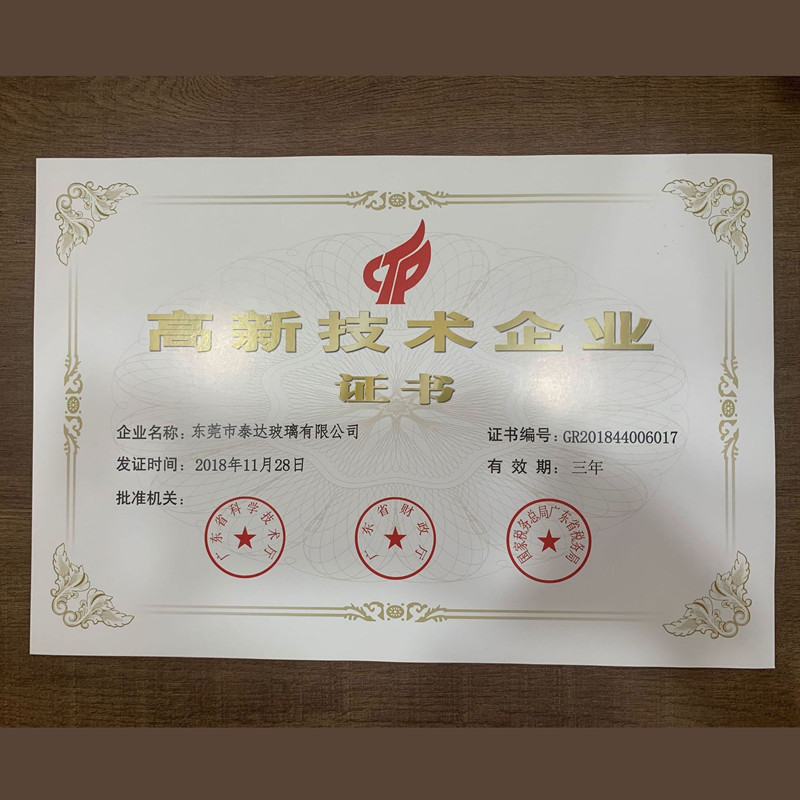 CTP
高新技术企业
证书
企业名称：东莞市泰达玻璃有限公司
证书编号：GR201844006017
发证时间：2018年11月28日
有效期：三年
批准机关：
广东省科学技术厅
广东省财政厅
国家税务总局广东省税务局